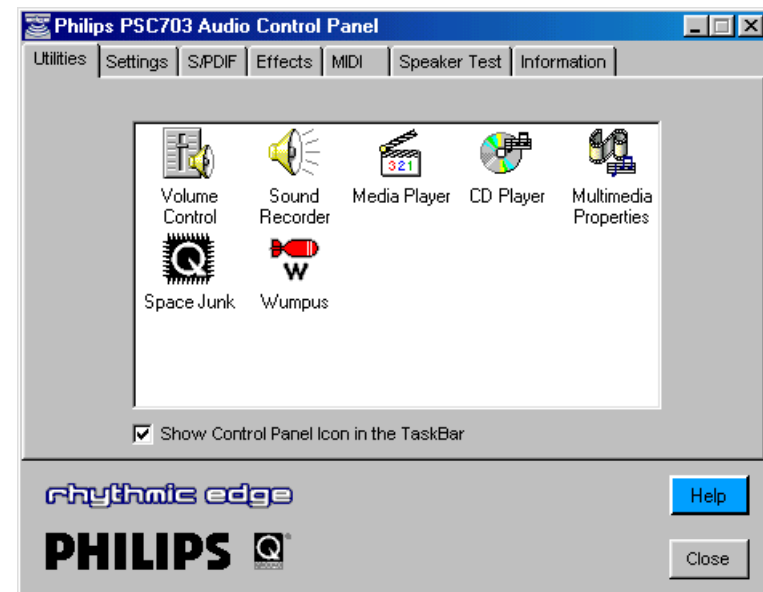 Philips PSC703 Audio Control Panel
Utilities Settings S/PDIF Effects MIDI Speaker Test Information
321
Volume Control
Sound Recorder
Media Player
CD Player
Multimedia Properties
Q
W
Space Junk
Wumpus
Show Control Panel Icon in the TaskBar
rhythmic edge
Help
PHILIPS Q
Close